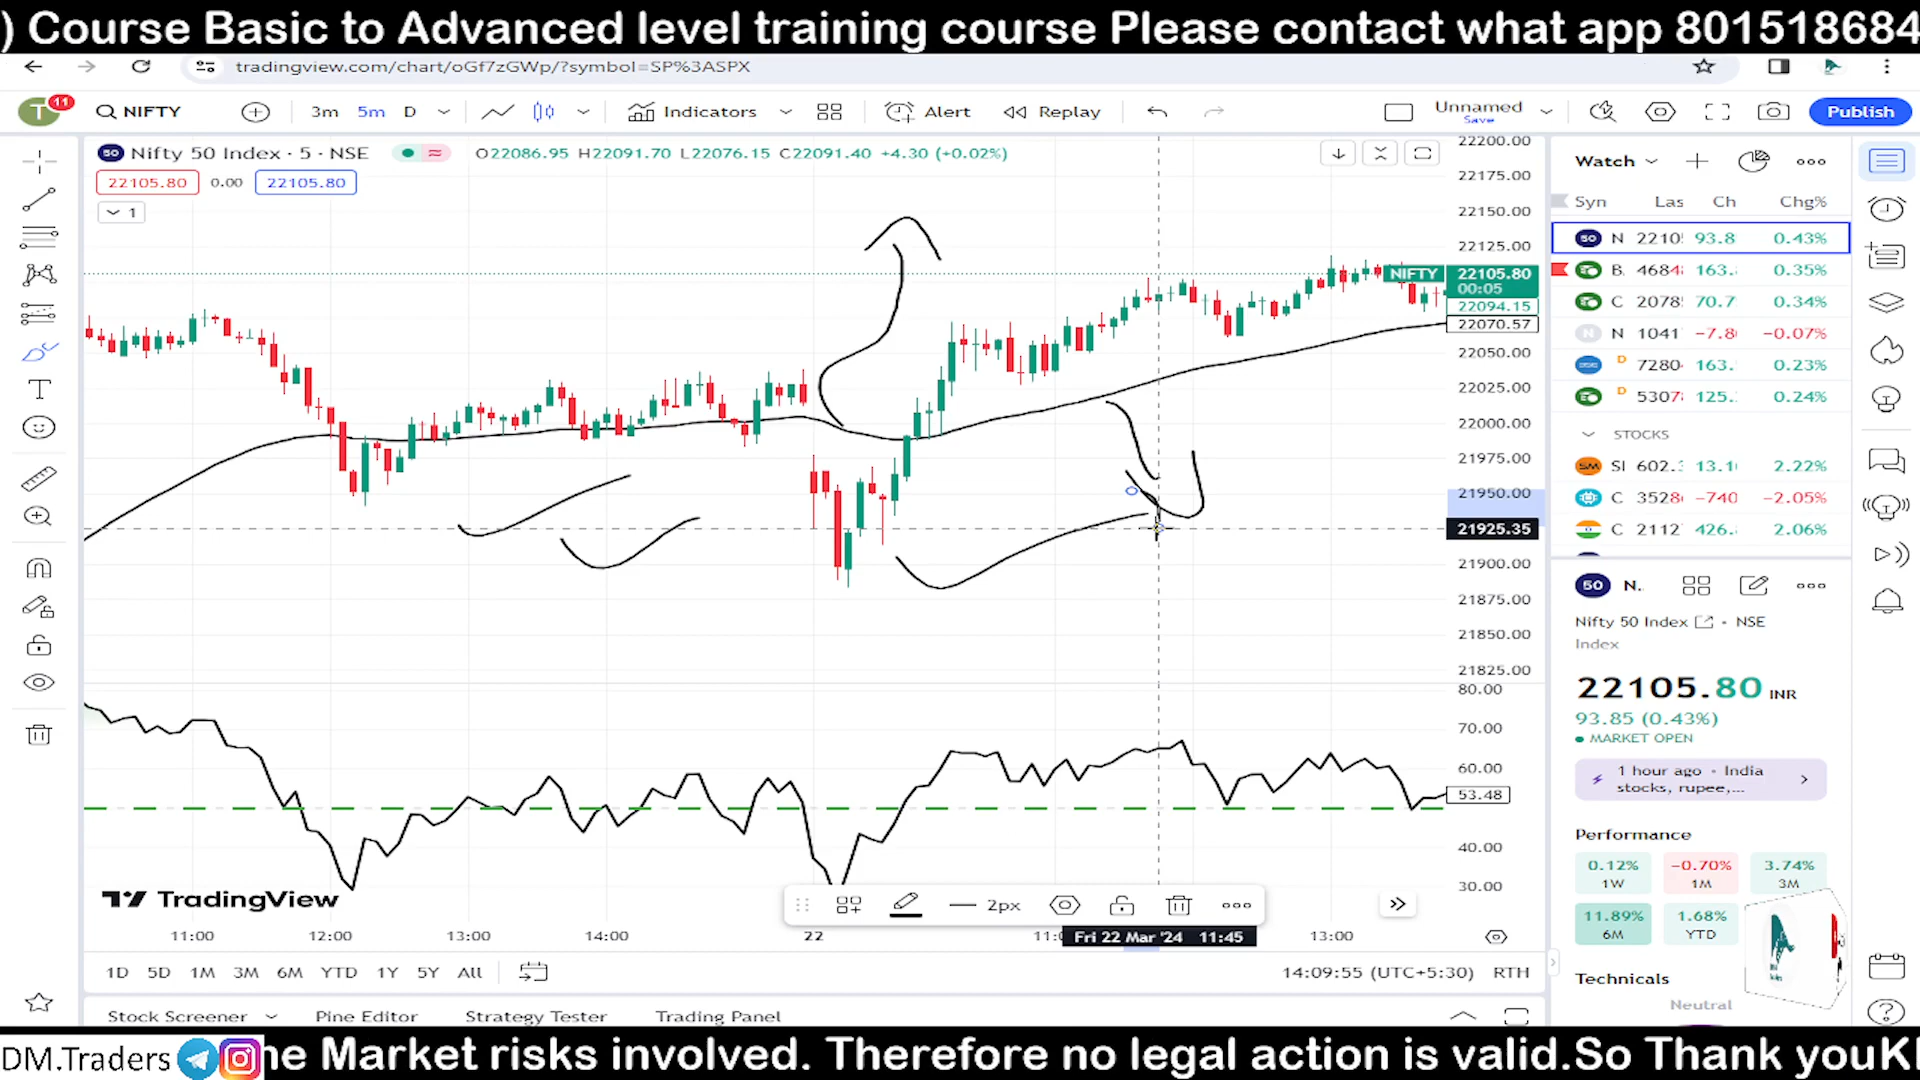 ) Course Basic to Advanced level training course Please contact what app 801518684
tradingview.com/chart/oGf7zGWp/?symbol=SP%3ASPX
T 11 NIFTY 3m 5m D Indicators Alert Replay Unnamed Save Publish
50 Nifty 50 Index · 5 · NSE O22086.95 H22091.70 L22076.15 C22091.40 +4.30 (+0.02%)
22105.80 0.00 22105.80
1
22200.00
22175.00
22150.00
22125.00
NIFTY 22105.80
00:05
22094.15
22070.57
22050.00
22025.00
22000.00
21975.00
21950.00
21925.35
21900.00
21875.00
21850.00
21825.00
80.00
70.00
60.00
53.48
40.00
30.00
TradingView
2px
11:00 12:00 13:00 14:00 22 Fri 22 Mar '24 11:45 13:00
1D 5D 1M 3M 6M YTD 1Y 5Y All 14:09:55 (UTC+5:30) RTH
Stock Screener Pine Editor Strategy Tester Trading Panel
Watch
Syn Las Ch Chg%
50 N 2210 93.8 0.43%
B. 4684 163. 0.35%
C 2078 70.7 0.34%
N 1041 −7.8 −0.07%
D 7280 163. 0.23%
D 5307 125. 0.24%
STOCKS
SI 602. 13.1 2.22%
C 3528 −740 −2.05%
C 2112 426. 2.06%
50 N.
Nifty 50 Index · NSE
Index
22105.80 INR
93.85 (0.43%)
MARKET OPEN
1 hour ago · India
stocks, rupee,...
Performance
0.12% −0.70% 3.74%
1W 1M 3M
11.89% 1.68%
6M YTD
Technicals
Neutral
DM.Traders he Market risks involved. Therefore no legal action is valid.So Thank you